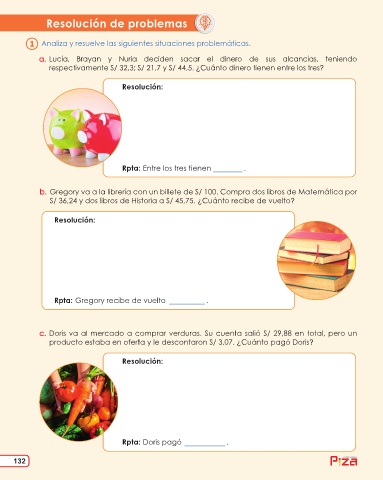 Resolución de problemas
1 Analiza y resuelve las siguientes situaciones problemáticas.
a. Lucía, Brayan y Nuria deciden sacar el dinero de sus alcancías, teniendo
respectivamente S/ 32,3; S/ 21,7 y S/ 44,5. ¿Cuánto dinero tienen entre los tres?
Resolución:
Rpta: Entre los tres tienen ________.
b. Gregory va a la librería con un billete de S/ 100. Compra dos libros de Matemática por
S/ 36,24 y dos libros de Historia a S/ 45,75. ¿Cuánto recibe de vuelto?
Resolución:
Rpta: Gregory recibe de vuelto __________ .
c. Doris va al mercado a comprar verduras. Su cuenta salió S/ 29,88 en total, pero un
producto estaba en oferta y le descontaron S/ 3,07. ¿Cuánto pagó Doris?
Resolución:
Rpta: Doris pagó ___________ .
132